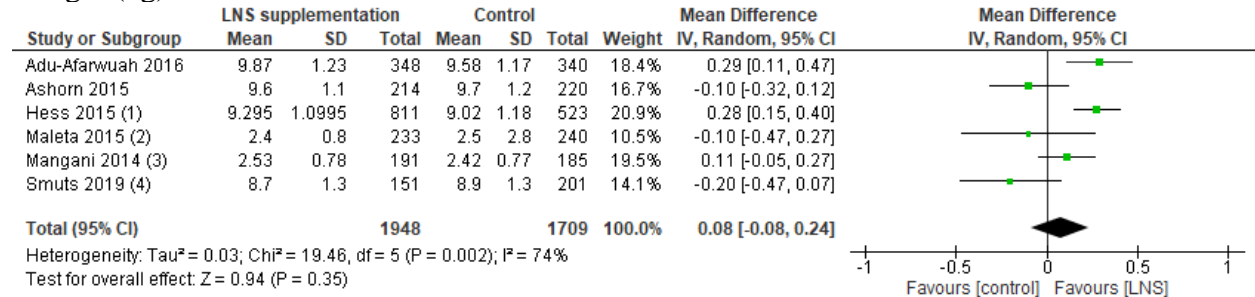 LNS supplementation Control Mean Difference Mean Difference
Study or Subgroup Mean SD Total Mean SD Total Weight IV, Random, 95% CI IV, Random, 95% CI
Adu-Afarwuah 2016 9.87 1.23 348 9.58 1.17 340 18.4% 0.29 [0.11, 0.47]
Ashorn 2015 9.6 1.1 214 9.7 1.2 220 16.7% -0.10 [-0.32, 0.12]
Hess 2015 (1) 9.295 1.0995 811 9.02 1.18 523 20.9% 0.28 [0.15, 0.40]
Maleta 2015 (2) 2.4 0.8 233 2.5 2.8 240 10.5% -0.10 [-0.47, 0.27]
Mangani 2014 (3) 2.53 0.78 191 2.42 0.77 185 19.5% 0.11 [-0.05, 0.27]
Smuts 2019 (4) 8.7 1.3 151 8.9 1.3 201 14.1% -0.20 [-0.47, 0.07]
Total (95% CI) 1948 1709 100.0% 0.08 [-0.08, 0.24]
Heterogeneity: Tau² = 0.03; Chi² = 19.46, df = 5 (P = 0.002); I² = 74%
Test for overall effect: Z = 0.94 (P = 0.35)
-1 -0.5 0 0.5 1
Favours [control] Favours [LNS]